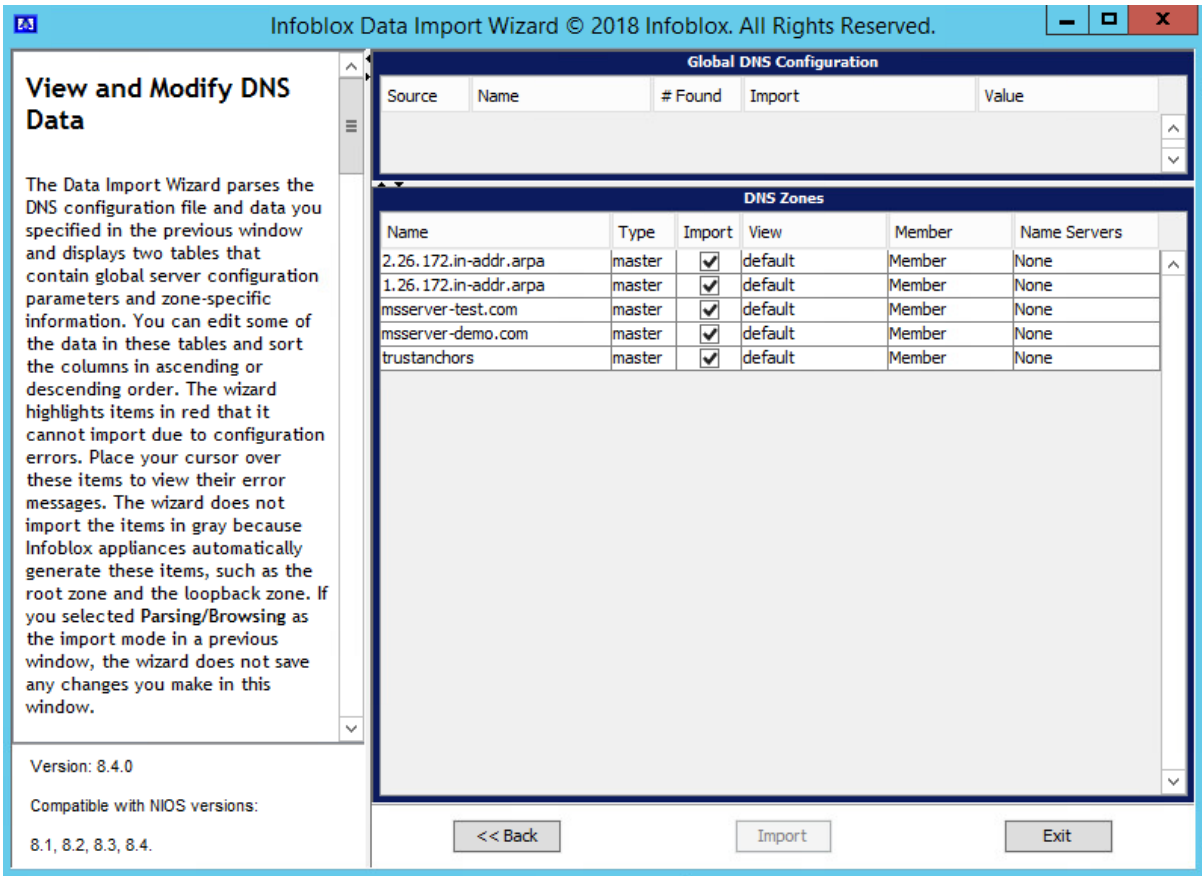 Infoblox Data Import Wizard © 2018 Infoblox. All Rights Reserved.
View and Modify DNS
Data
The Data Import Wizard parses the
DNS configuration file and data you
specified in the previous window
and displays two tables that
contain global server configuration
parameters and zone-specific
information. You can edit some of
the data in these tables and sort
the columns in ascending or
descending order. The wizard
highlights items in red that it
cannot import due to configuration
errors. Place your cursor over
these items to view their error
messages. The wizard does not
import the items in gray because
Infoblox appliances automatically
generate these items, such as the
root zone and the loopback zone. If
you selected Parsing/Browsing as
the import mode in a previous
window, the wizard does not save
any changes you make in this
window.
Version: 8.4.0
Compatible with NIOS versions:
8.1, 8.2, 8.3, 8.4.
Global DNS Configuration
Source Name # Found Import Value
DNS Zones
Name Type Import View Member Name Servers
2.26.172.in-addr.arpa master default Member None
1.26.172.in-addr.arpa master default Member None
msserver-test.com master default Member None
msserver-demo.com master default Member None
trustanchors master default Member None
<< Back Import Exit